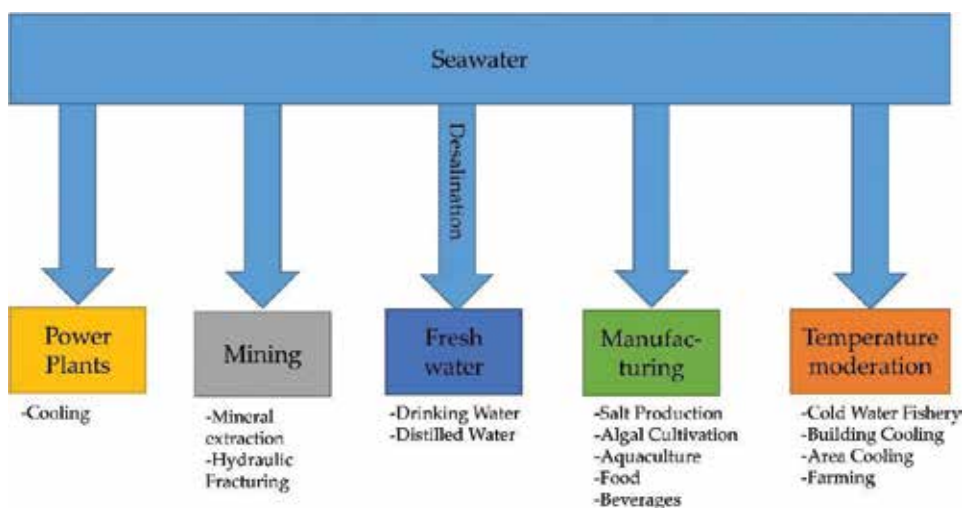 Seawater
Desalination
Power
Plants
-Cooling
Mining
-Mineral
extraction
-Hydraulic
Fracturing
Fresh
water
-Drinking Water
-Distilled Water
Manufac-
turing
-Salt Production
-Algal Cultivation
-Aquaculture
-Food
-Beverages
Temperature
moderation
-Cold Water Fishery
-Building Cooling
-Area Cooling
-Farming